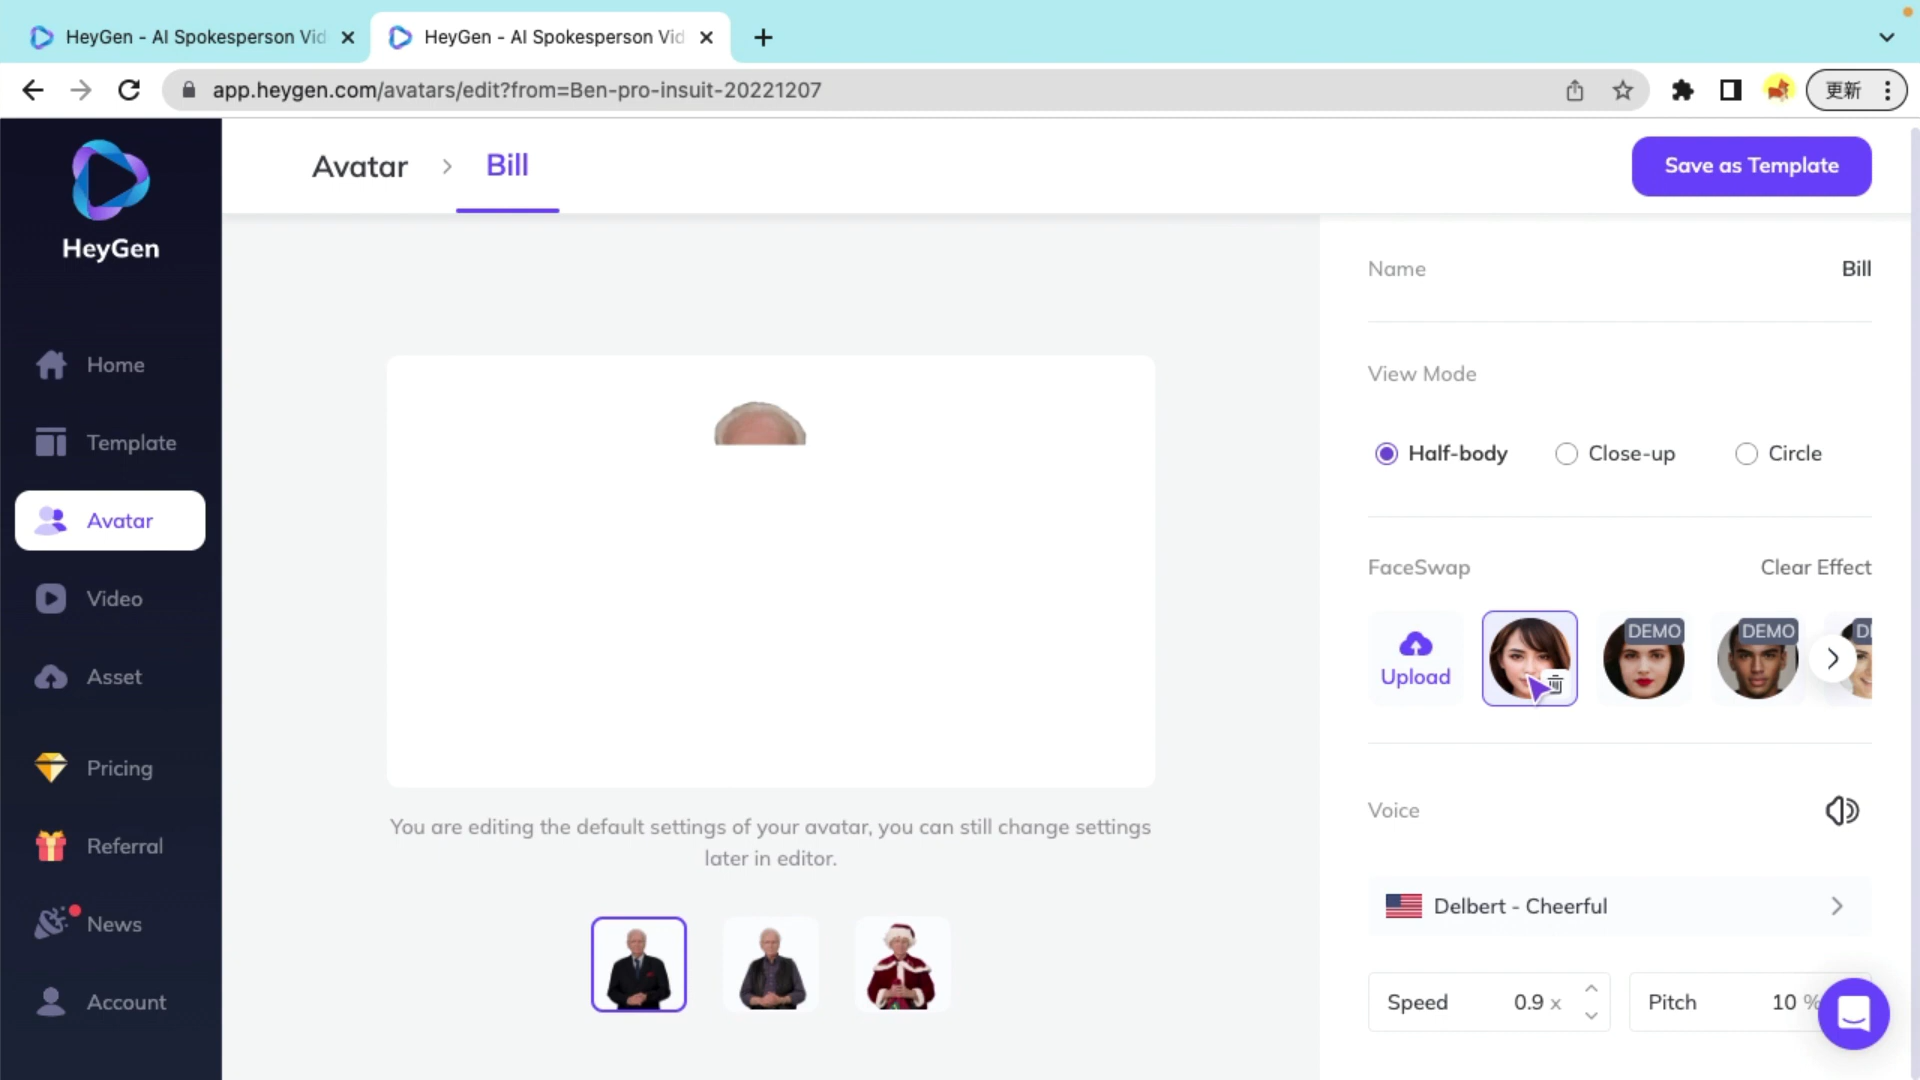 HeyGen - AI Spokesperson Vid
HeyGen - AI Spokesperson Vid
app.heygen.com/avatars/edit?from=Ben-pro-insuit-20221207
更新
HeyGen
Home
Template
Avatar
Video
Asset
Pricing
Referral
News
Account
Avatar > Bill
Save as Template
You are editing the default settings of your avatar, you can still change settings
later in editor.
Name Bill
View Mode
Half-body Close-up Circle
FaceSwap Clear Effect
Upload DEMO DEMO
Voice
Delbert - Cheerful
Speed 0.9 x Pitch 10 %